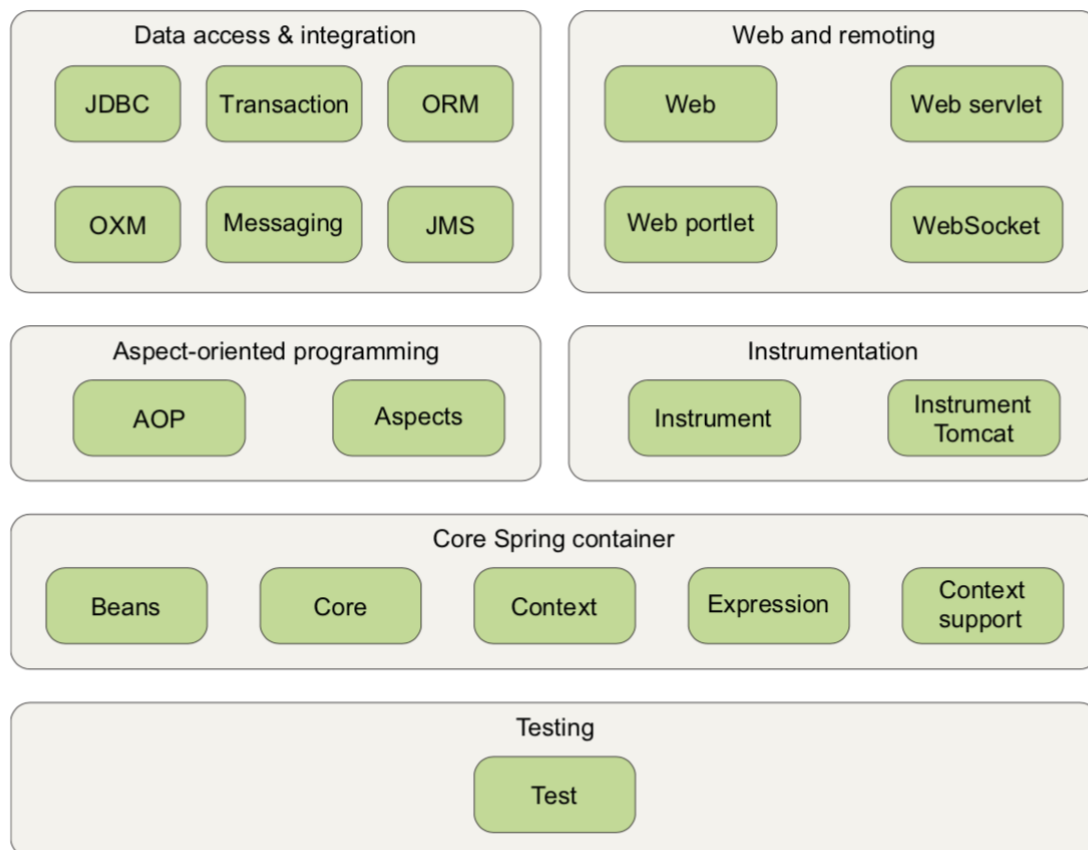 Data access & integration
JDBC
Transaction
ORM
OXM
Messaging
JMS
Web and remoting
Web
Web servlet
Web portlet
WebSocket
Aspect-oriented programming
AOP
Aspects
Instrumentation
Instrument
Instrument
Tomcat
Core Spring container
Beans
Core
Context
Expression
Context
support
Testing
Test